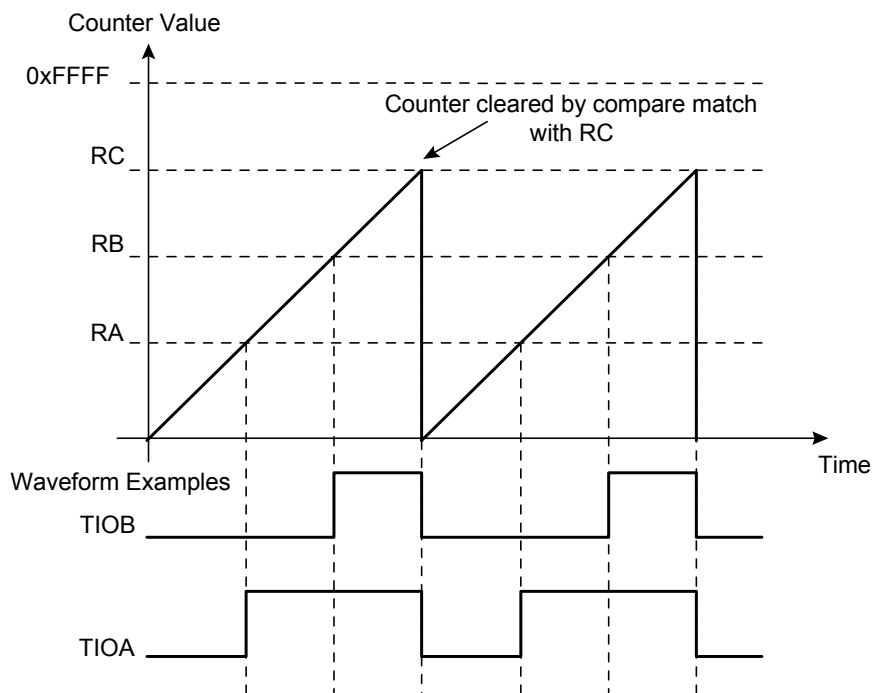 Counter Value
0xFFFF
Counter cleared by compare match
with RC
RC
RB
RA
Time
Waveform Examples
TIOB
TIOA